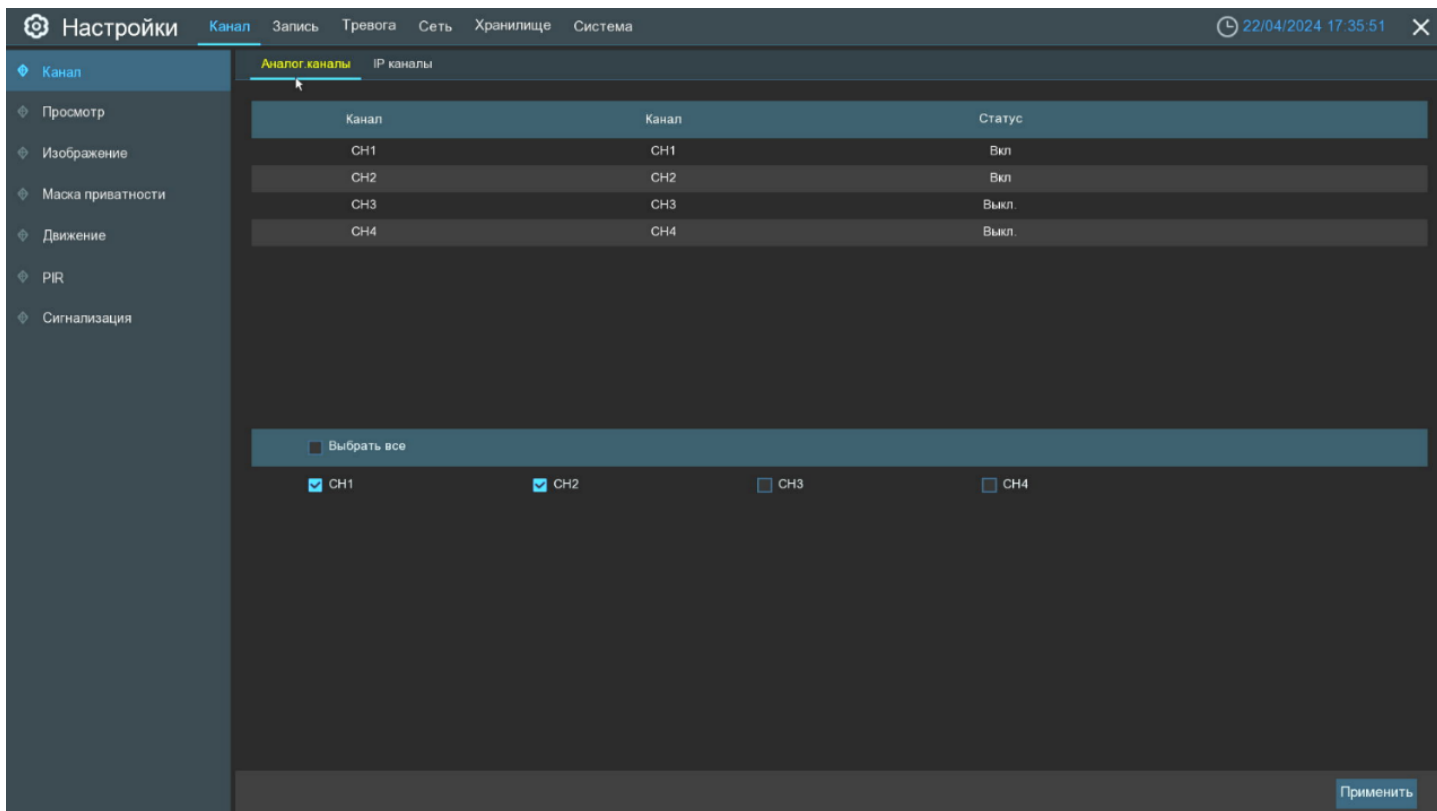 Настройки Канал Запись Тревога Сеть Хранилище Система 22/04/2024 17:35:51
Канал
Просмотр
Изображение
Маска приватности
Движение
PIR
Сигнализация
Аналог.каналы IP каналы
Канал Канал Статус
CH1 CH1 Вкл
CH2 CH2 Вкл
CH3 CH3 Выкл.
CH4 CH4 Выкл.
Выбрать все
CH1 CH2 CH3 CH4
Применить